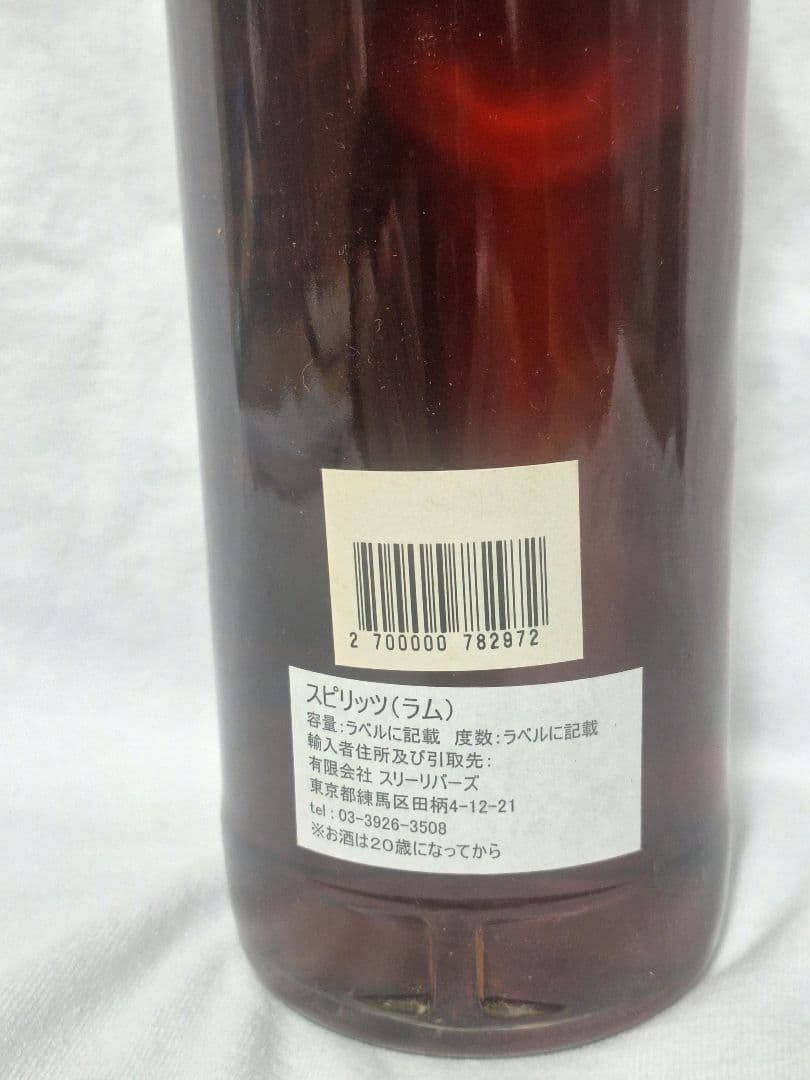 2 700000 782972
スピリッツ(ラム)
容量:ラベルに記載 度数:ラベルに記載
輸入者住所及び引取先:
有限会社 スリーリバーズ
東京都練馬区田柄4-12-21
tel:03-3926-3508
※お酒は20歳になってから